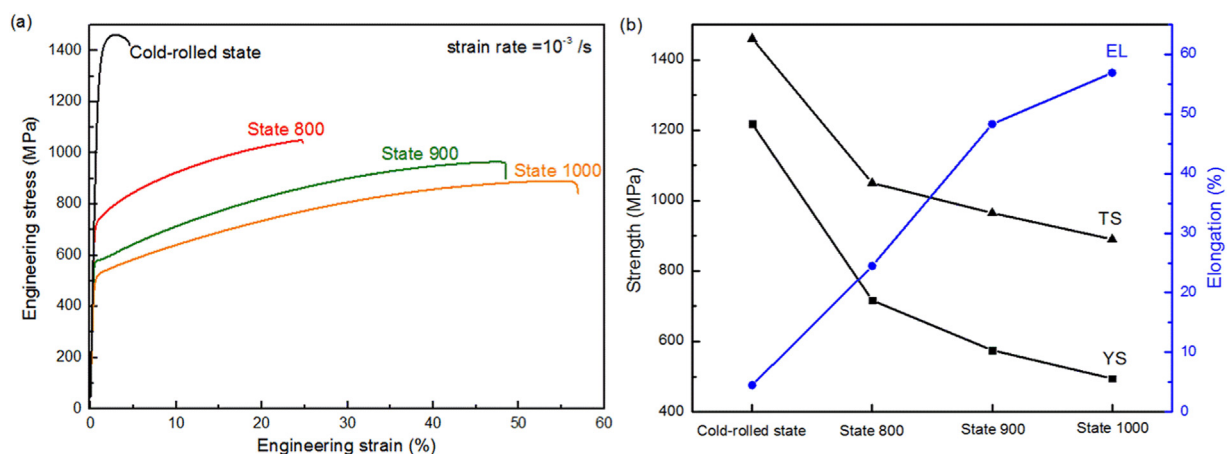 (a)
1400
1200
1000
800
600
400
200
0
Engineering stress (MPa)
Cold-rolled state
strain rate =10⁻³ /s
State 800
State 900
State 1000
0 10 20 30 40 50 60
Engineering strain (%)
(b)
1400
1200
1000
800
600
400
Strength (MPa)
EL
TS
YS
60
50
40
30
20
10
0
Elongation (%)
Cold-rolled state State 800 State 900 State 1000